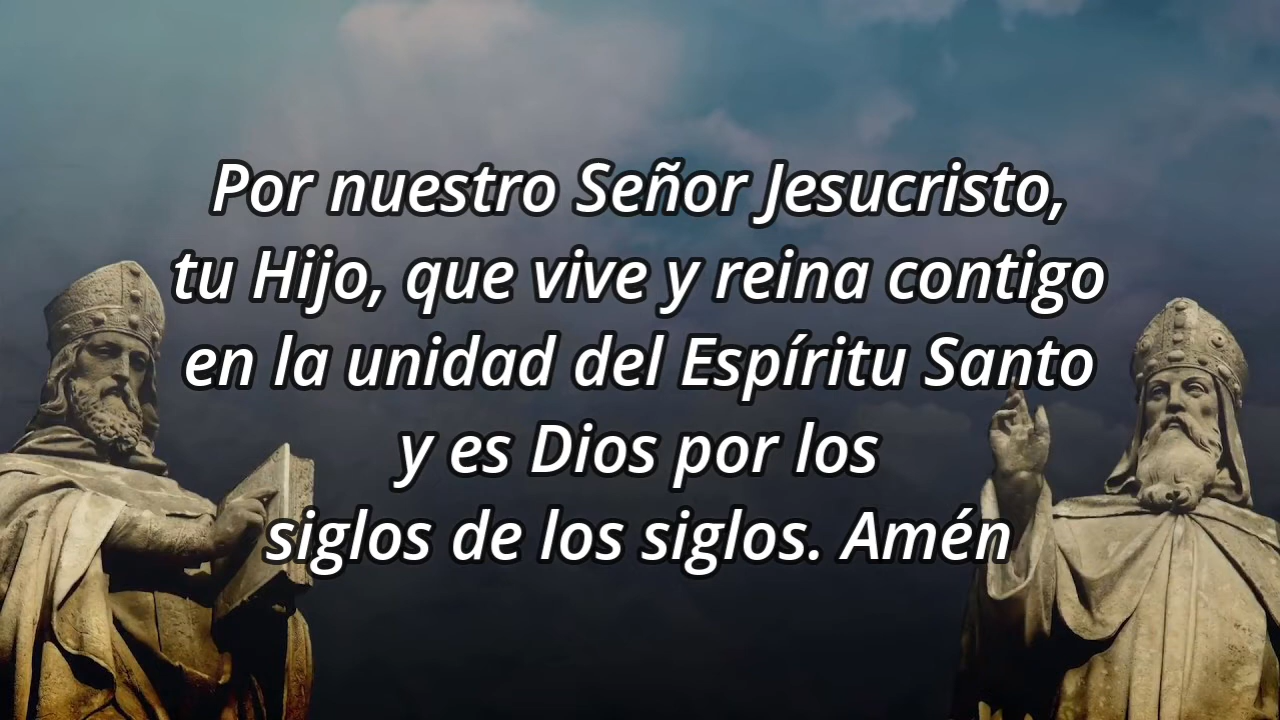 Por nuestro Señor Jesucristo,
tu Hijo, que vive y reina contigo
en la unidad del Espíritu Santo
y es Dios por los
siglos de los siglos. Amén